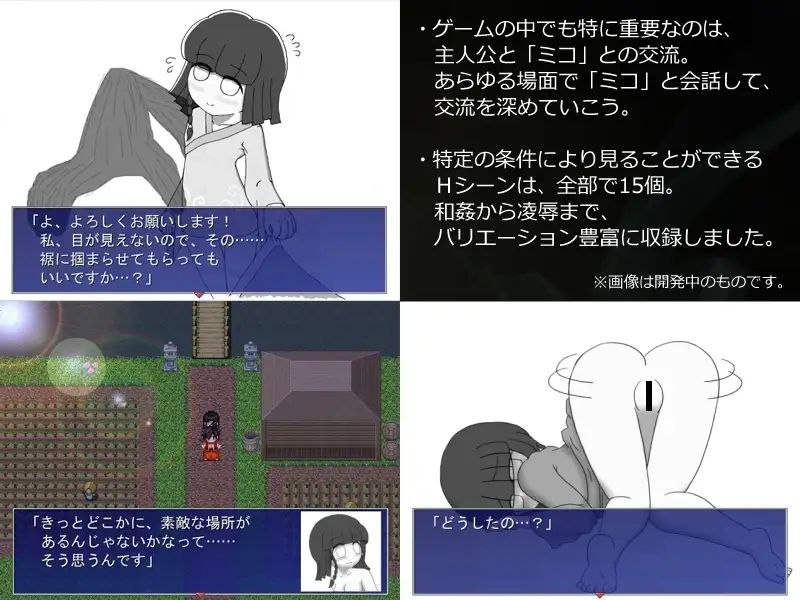 「よ、よろしくお願いします！
私、目が見えないので、その……
裾に掴まらせてもらっても
いいですか…？」
・ゲームの中でも特に重要なのは、
主人公と「ミコ」との交流。
あらゆる場面で「ミコ」と会話して、
交流を深めていこう。
・特定の条件により見ることができる
Ｈシーンは、全部で15個。
和姦から凌辱まで、
バリエーション豊富に収録しました。
※画像は開発中のものです。
「きっとどこかに、素敵な場所が
あるんじゃないかなって……
そう思うんです」
「どうしたの…？」